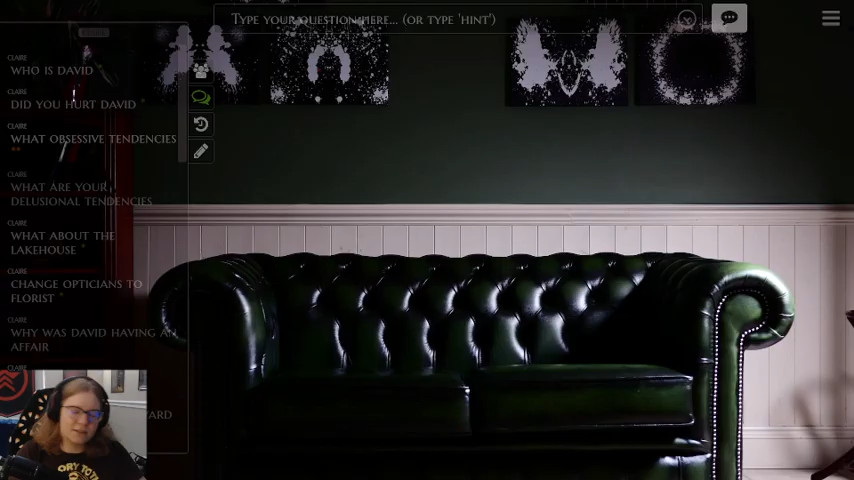 TYPE YOUR QUESTION HERE... (OR TYPE 'HINT')
CLAIRE
WHO IS DAVID
CLAIRE
DID YOU HURT DAVID *
CLAIRE
WHAT OBSESSIVE TENDENCIES
**
WHAT ARE YOUR
DELUSIONAL TENDENCIES
CLAIRE
WHAT ABOUT THE
LAKEHOUSE *
CLAIRE
CHANGE OPTICIANS TO
FLORIST *
CLAIRE
WHY WAS DAVID HAVING AN
AFFAIR